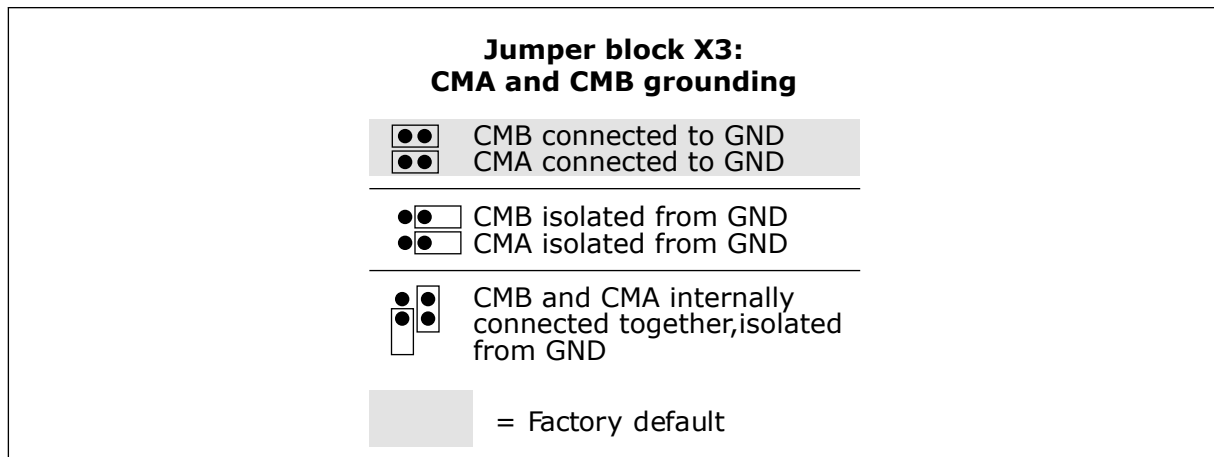 Jumper block X3:
CMA and CMB grounding
CMB connected to GND
CMA connected to GND
CMB isolated from GND
CMA isolated from GND
CMB and CMA internally
connected together,isolated
from GND
= Factory default